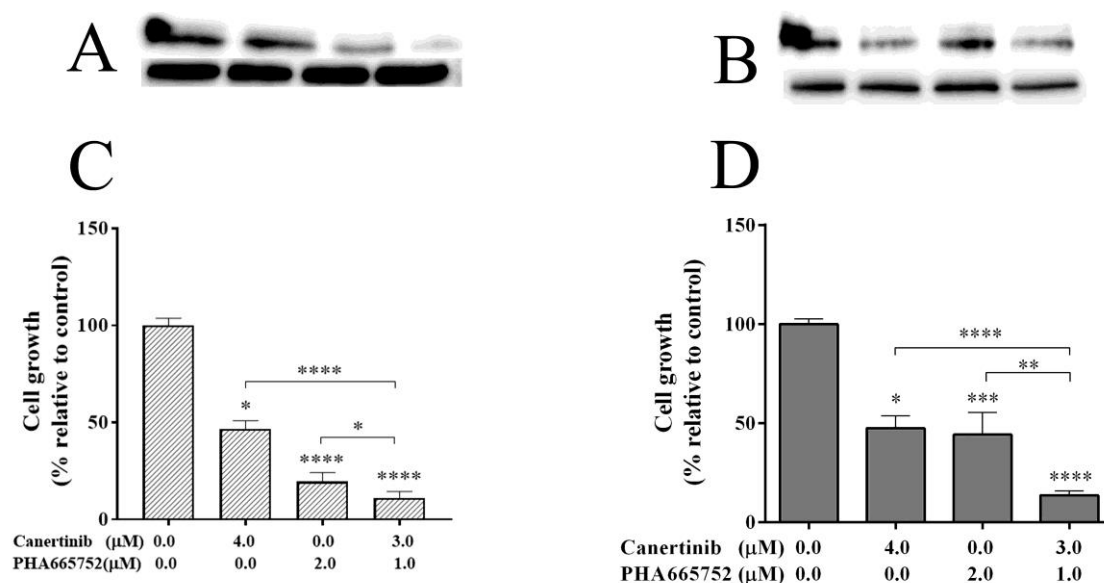 A
B
C
D
Cell growth
(% relative to control)
150
100
50
0
****
*
*
****
****
Canertinib (μM) 0.0 4.0 0.0 3.0
PHA665752(μM) 0.0 0.0 2.0 1.0
Cell growth
(% relative to control)
150
100
50
0
****
**
*
***
****
Canertinib (μM) 0.0 4.0 0.0 3.0
PHA665752 (μM) 0.0 0.0 2.0 1.0